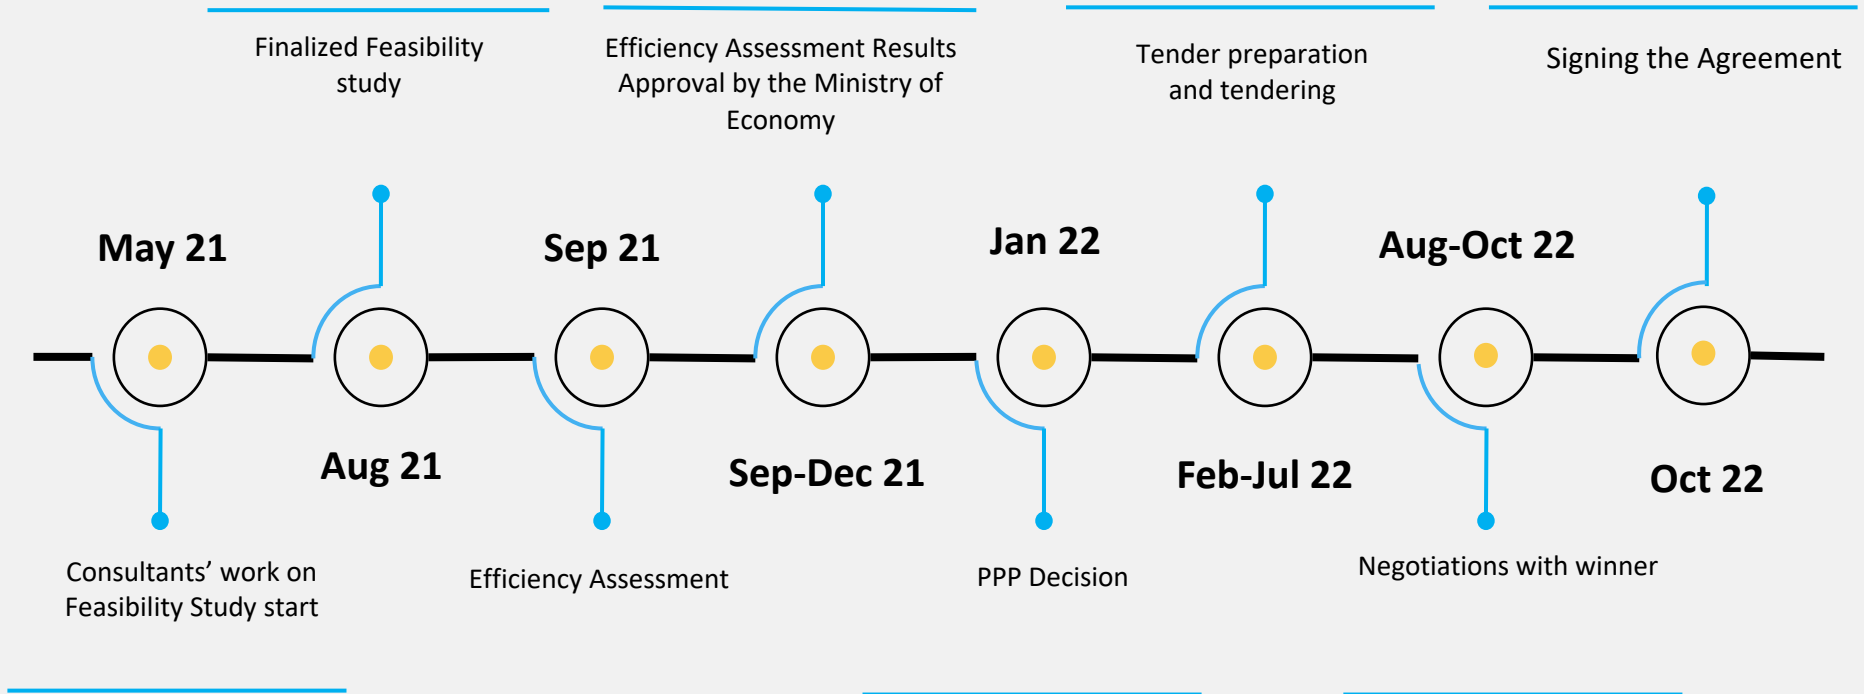 Finalized Feasibility
study
Efficiency Assessment Results
Approval by the Ministry of
Economy
Tender preparation
and tendering
Signing the Agreement
May 21
Sep 21
Jan 22
Aug-Oct 22
Aug 21
Sep-Dec 21
Feb-Jul 22
Oct 22
Consultants’ work on
Feasibility Study start
Efficiency Assessment
PPP Decision
Negotiations with winner